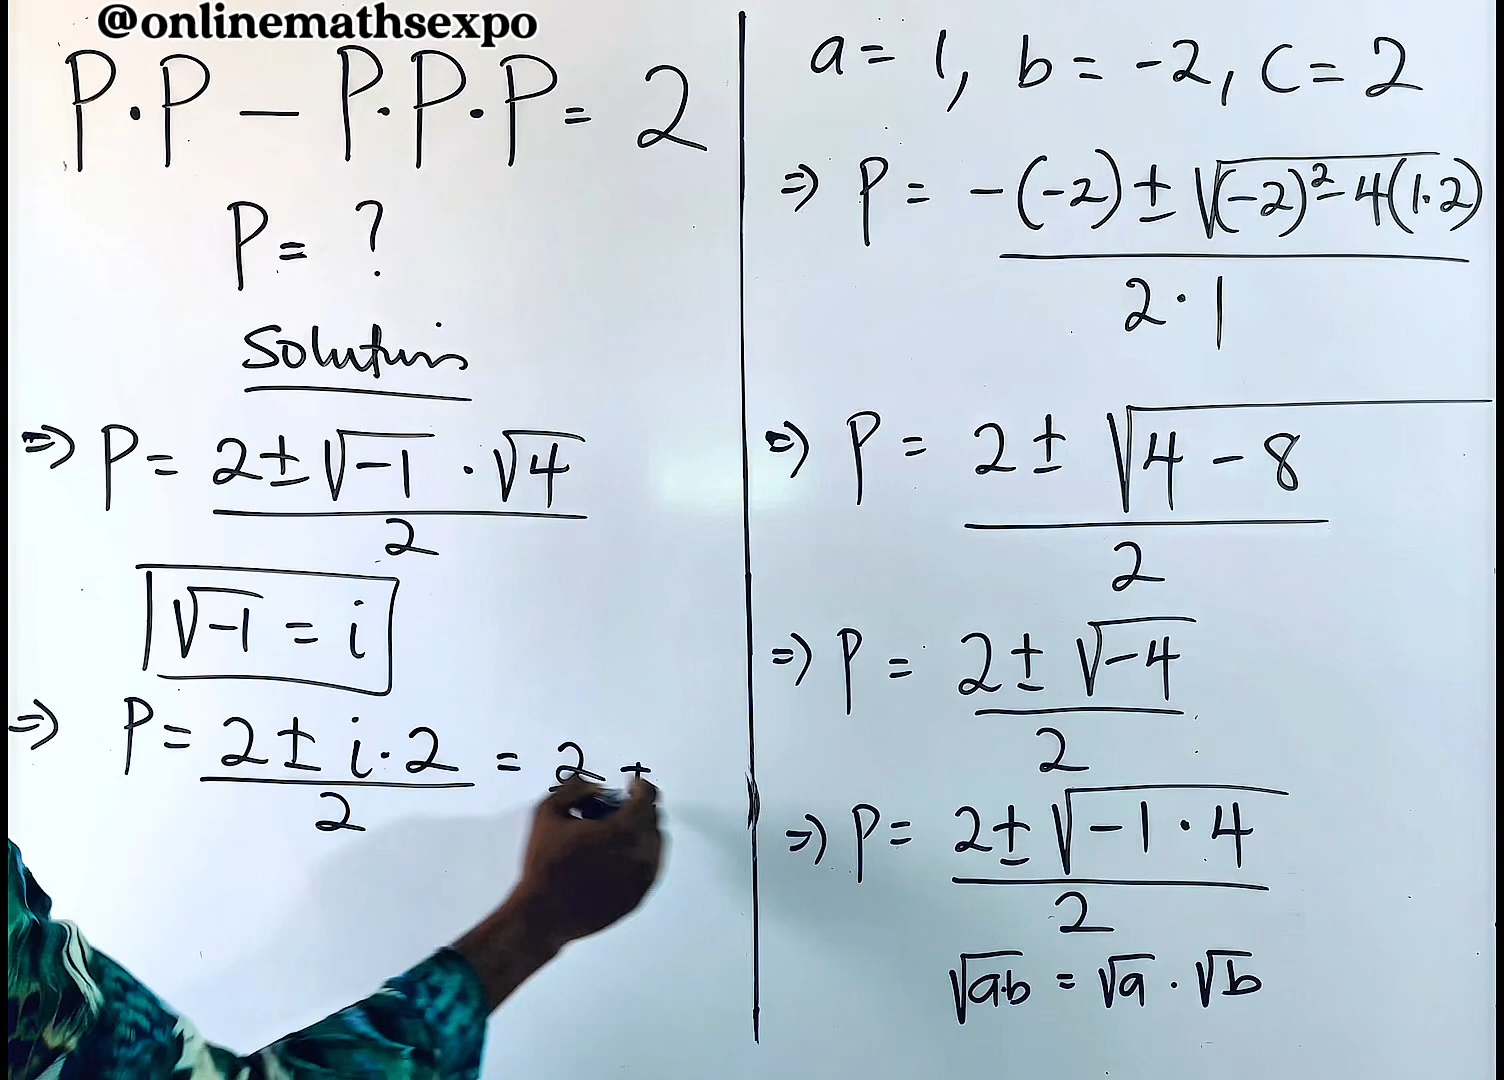 @onlinemathsexpo
P·P − P·P·P = 2
P = ?
Solution
⇒ P = 2 ± √-1 · √4 / 2
√-1 = i
⇒ P = 2 ± i·2 / 2 = 2 ±
a = 1, b = -2, c = 2
⇒ P = -(-2) ± √(-2)² - 4(1·2) / 2·1
⇒ P = 2 ± √4 - 8 / 2
⇒ P = 2 ± √-4 / 2
⇒ P = 2 ± √-1·4 / 2
√a·b = √a · √b